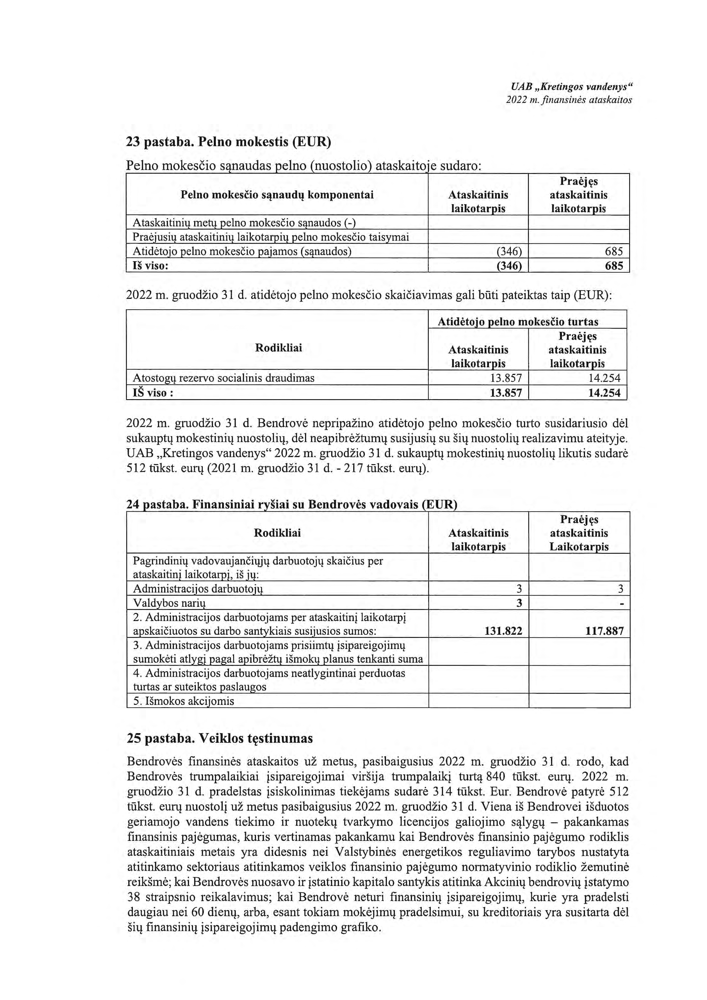 UAB „Kretingos vandenys“
2022 m. finansinės ataskaitos
23 pastaba. Pelno mokestis (EUR)
Pelno mokesčio sąnaudas pelno (nuostolio) ataskaitoje sudaro:
Pelno mokesčio sąnaudų komponentai Ataskaitinis laikotarpis Praėjęs ataskaitinis laikotarpis
Ataskaitinių metų pelno mokesčio sąnaudos (-)
Praėjusių ataskaitinių laikotarpių pelno mokesčio taisymai
Atidėtojo pelno mokesčio pajamos (sąnaudos) (346) 685
Iš viso: (346) 685
2022 m. gruodžio 31 d. atidėtojo pelno mokesčio skaičiavimas gali būti pateiktas taip (EUR):
Rodikliai Atidėtojo pelno mokesčio turtas
Ataskaitinis laikotarpis Praėjęs ataskaitinis laikotarpis
Atostogų rezervo socialinis draudimas 13.857 14.254
IŠ viso : 13.857 14.254
2022 m. gruodžio 31 d. Bendrovė nepripažino atidėtojo pelno mokesčio turto susidariusio dėl
sukauptų mokestinių nuostolių, dėl neapibrėžtumų susijusių su šių nuostolių realizavimu ateityje.
UAB „Kretingos vandenys“ 2022 m. gruodžio 31 d. sukauptų mokestinių nuostolių likutis sudarė
512 tūkst. eurų (2021 m. gruodžio 31 d. - 217 tūkst. eurų).
24 pastaba. Finansiniai ryšiai su Bendrovės vadovais (EUR)
Rodikliai Ataskaitinis laikotarpis Praėjęs ataskaitinis Laikotarpis
Pagrindinių vadovaujančiųjų darbuotojų skaičius per
ataskaitinį laikotarpį, iš jų:
Administracijos darbuotojų 3 3
Valdybos narių 3 -
2. Administracijos darbuotojams per ataskaitinį laikotarpį
apskaičiuotos su darbo santykiais susijusios sumos: 131.822 117.887
3. Administracijos darbuotojams prisiimtų įsipareigojimų
sumokėti atlygį pagal apibrėžtų išmokų planus tenkanti suma
4. Administracijos darbuotojams neatlygintinai perduotas
turtas ar suteiktos paslaugos
5. Išmokos akcijomis
25 pastaba. Veiklos tęstinumas
Bendrovės finansinės ataskaitos už metus, pasibaigusius 2022 m. gruodžio 31 d. rodo, kad
Bendrovės trumpalaikiai įsipareigojimai viršija trumpalaikį turtą 840 tūkst. eurų. 2022 m.
gruodžio 31 d. pradelstas įsiskolinimas tiekėjams sudarė 314 tūkst. Eur. Bendrovė patyrė 512
tūkst. eurų nuostolį už metus pasibaigusius 2022 m. gruodžio 31 d. Viena iš Bendrovei išduotos
geriamojo vandens tiekimo ir nuotekų tvarkymo licencijos galiojimo sąlygų – pakankamas
finansinis pajėgumas, kuris vertinamas pakankamu kai Bendrovės finansinio pajėgumo rodiklis
ataskaitiniais metais yra didesnis nei Valstybinės energetikos reguliavimo tarybos nustatyta
atitinkamo sektoriaus atitinkamos veiklos finansinio pajėgumo normatyvinio rodiklio žemutinė
reikšmė; kai Bendrovės nuosavo ir įstatinio kapitalo santykis atitinka Akcinių bendrovių įstatymo
38 straipsnio reikalavimus; kai Bendrovė neturi finansinių įsipareigojimų, kurie yra pradelsti
daugiau nei 60 dienų, arba, esant tokiam mokėjimų pradelsimui, su kreditoriais yra susitarta dėl
šių finansinių įsipareigojimų padengimo grafiko.